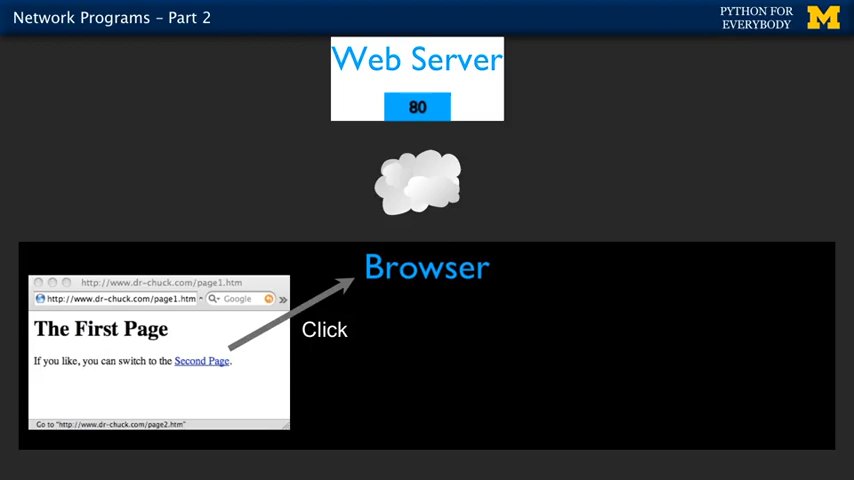 Network Programs – Part 2
PYTHON FOR
EVERYBODY
M
Web Server
80
Browser
http://www.dr-chuck.com/page1.htm
http://www.dr-chuck.com/page1.htm
Google
The First Page
Click
If you like, you can switch to the Second Page.
Go to "http://www.dr-chuck.com/page2.htm"